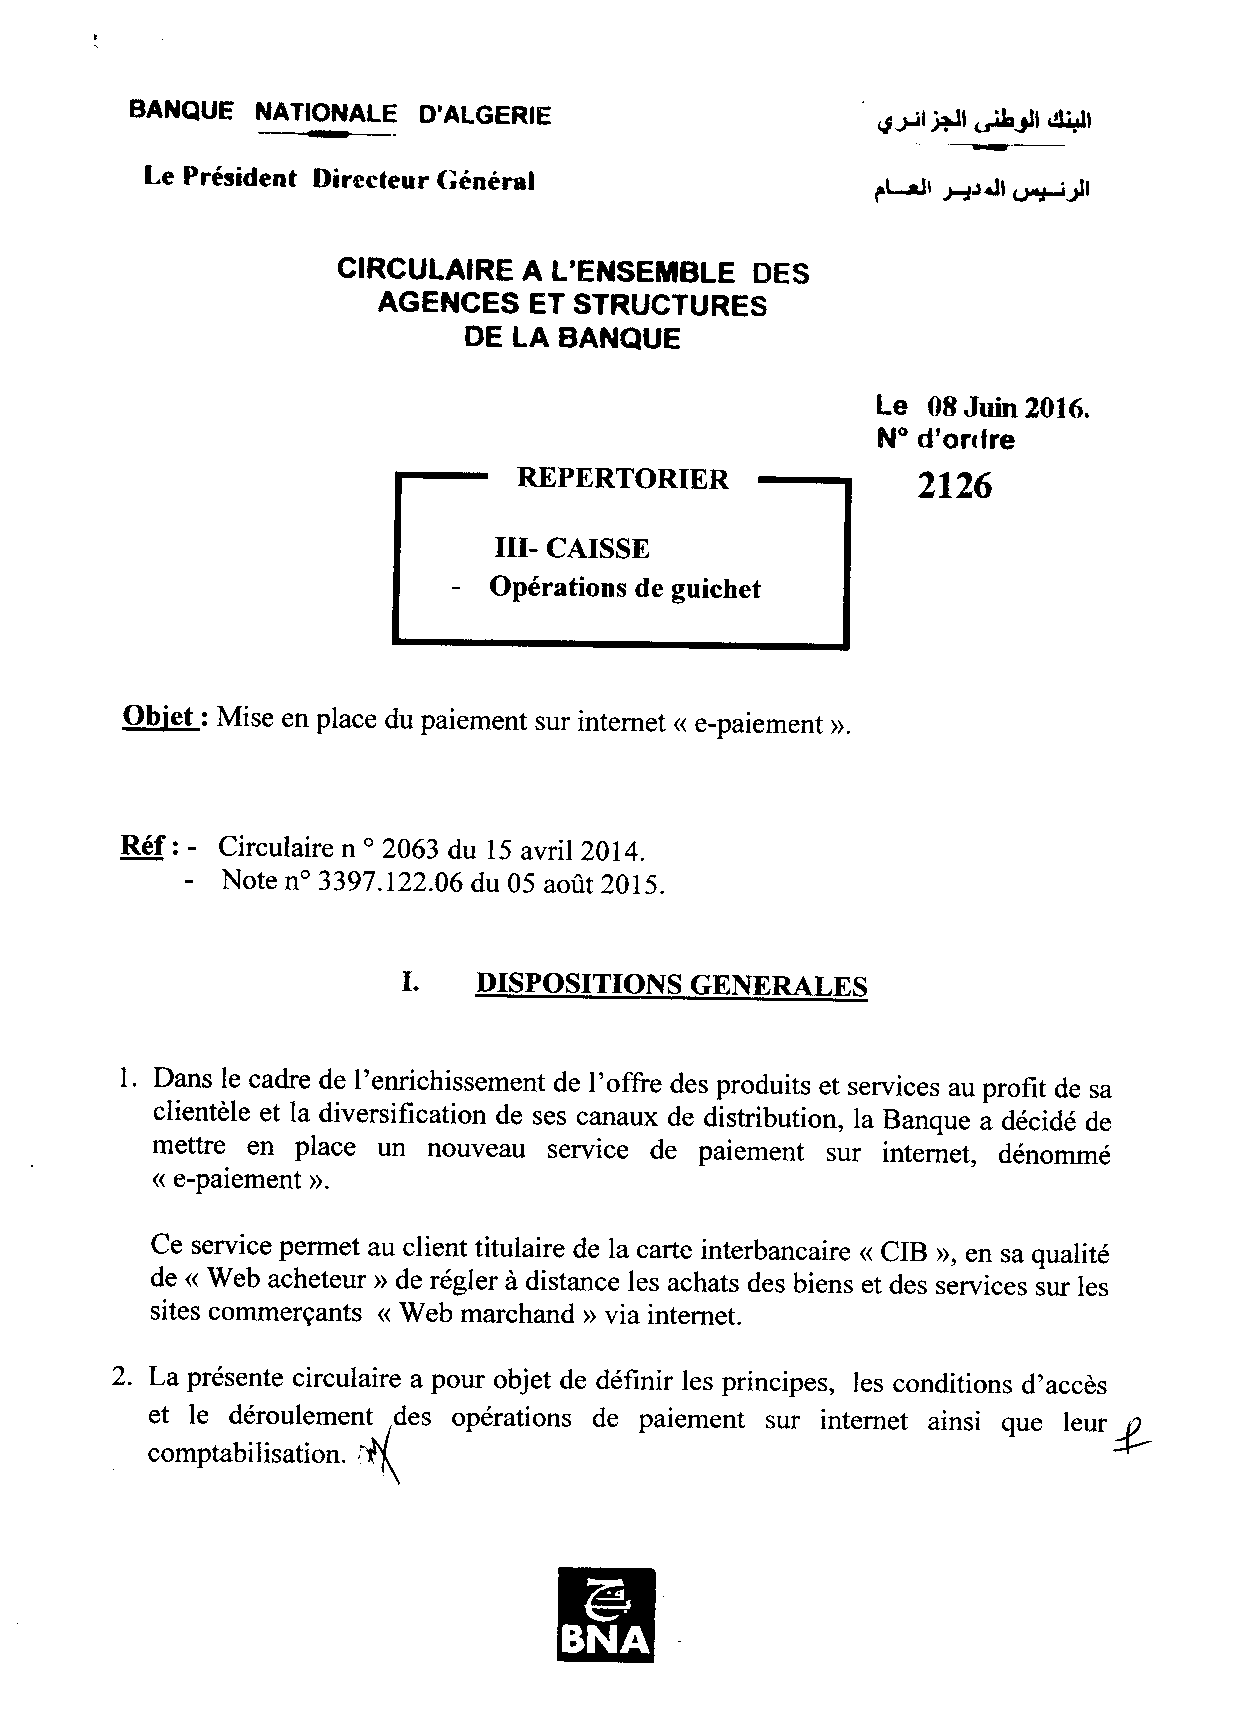 BANQUE NATIONALE D'ALGERIE
البنك الوطني الجزائري
Le Président Directeur Général
الرئيس المدير العام
CIRCULAIRE A L'ENSEMBLE DES
AGENCES ET STRUCTURES
DE LA BANQUE
Le 08 Juin 2016.
N° d'ordre
2126
REPERTORIER
III- CAISSE
- Opérations de guichet
Objet : Mise en place du paiement sur internet « e-paiement ».
Réf : - Circulaire n ° 2063 du 15 avril 2014.
- Note n° 3397.122.06 du 05 août 2015.
I. DISPOSITIONS GENERALES
1. Dans le cadre de l'enrichissement de l'offre des produits et services au profit de sa
clientèle et la diversification de ses canaux de distribution, la Banque a décidé de
mettre en place un nouveau service de paiement sur internet, dénommé
« e-paiement ».
Ce service permet au client titulaire de la carte interbancaire « CIB », en sa qualité
de « Web acheteur » de régler à distance les achats des biens et des services sur les
sites commerçants « Web marchand » via internet.
2. La présente circulaire a pour objet de définir les principes, les conditions d'accès
et le déroulement des opérations de paiement sur internet ainsi que leur
comptabilisation.
BNA